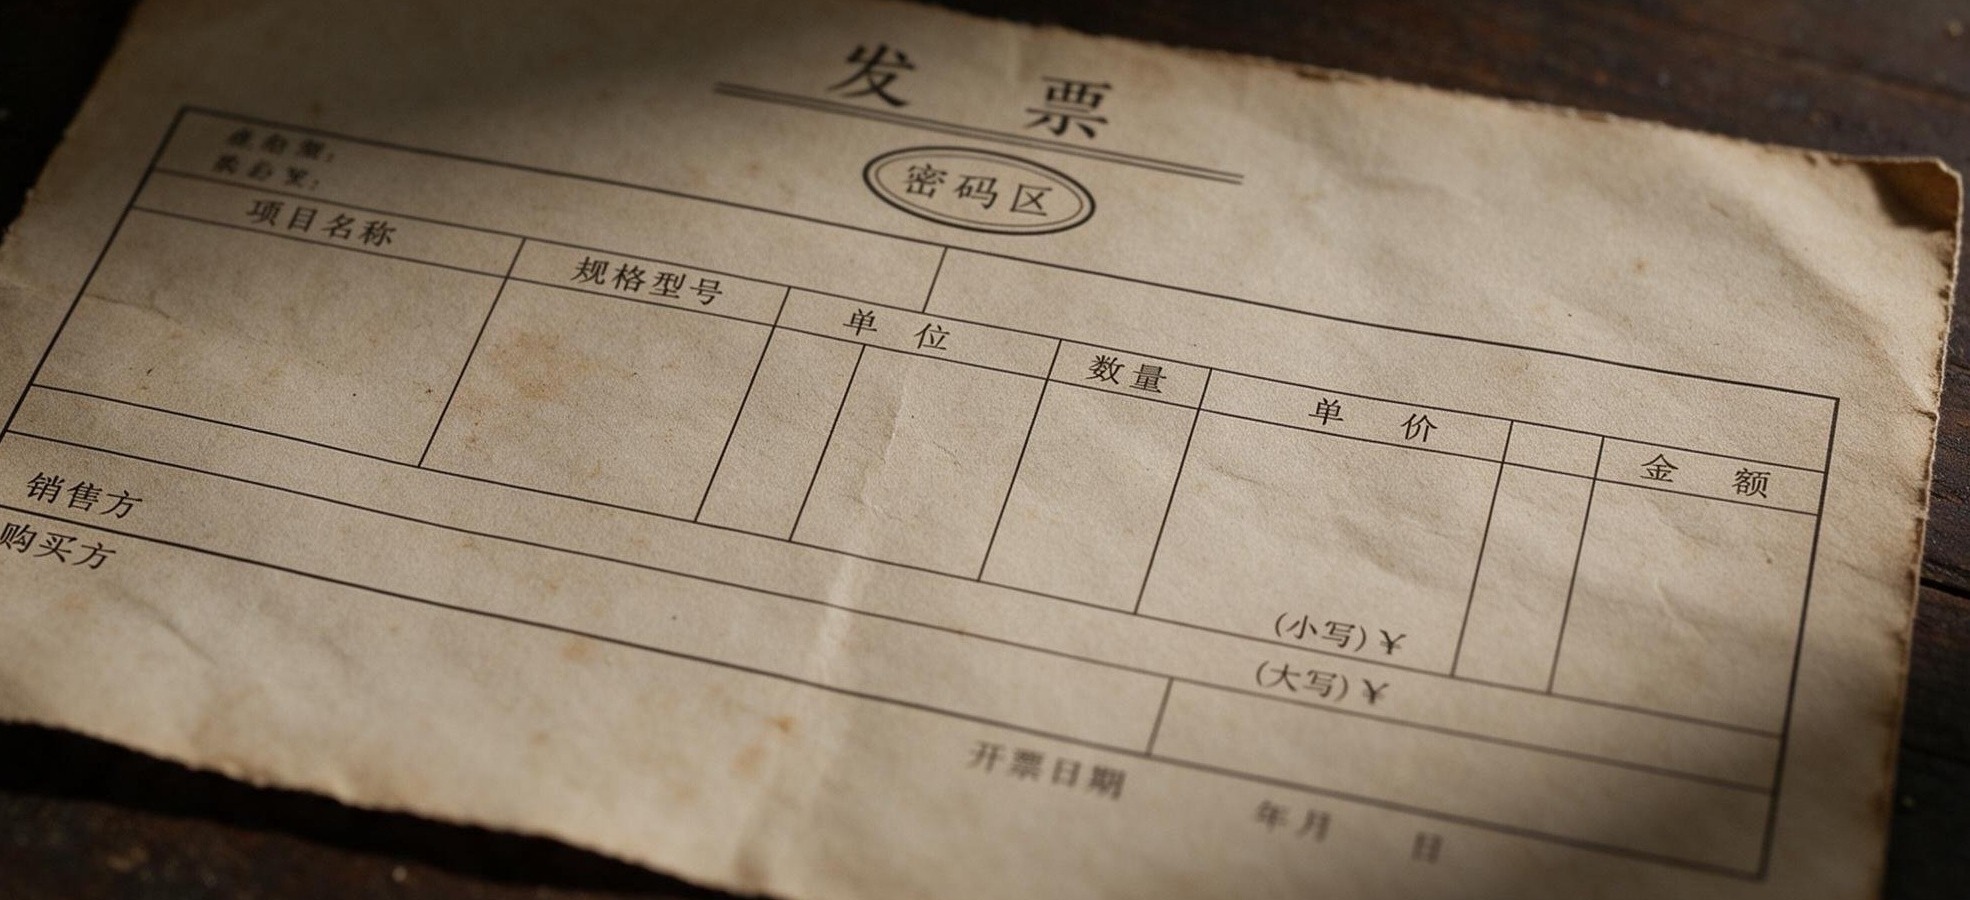 发 票
密码区
项目名称 规格型号 单 位 数量 单 价 金 额
(小写)¥
(大写)¥
销售方
购买方
开票日期 年月 日